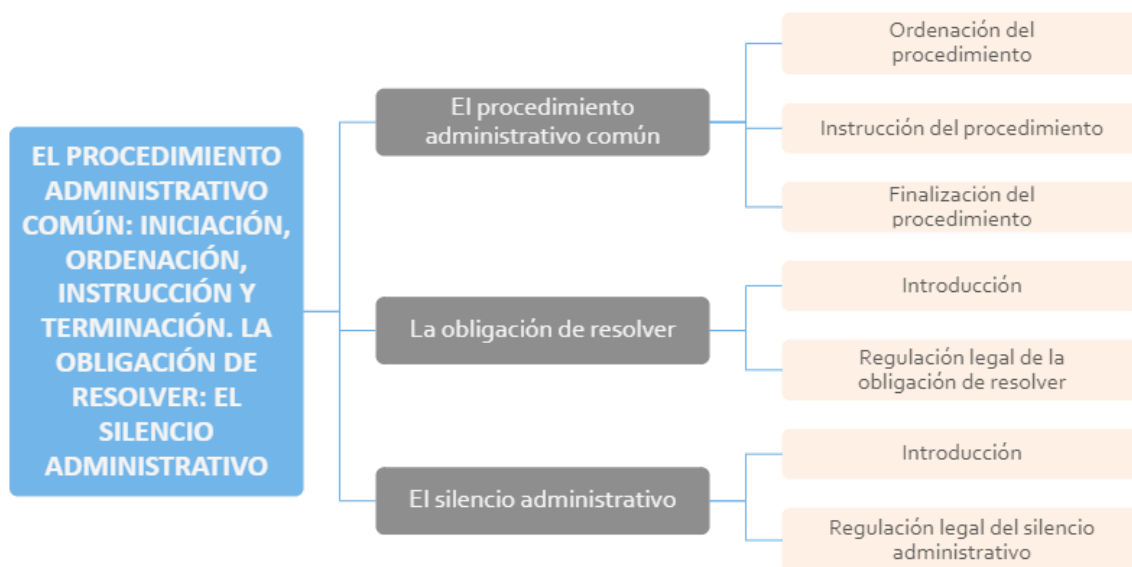 EL PROCEDIMIENTO
ADMINISTRATIVO
COMÚN: INICIACIÓN,
ORDENACIÓN,
INSTRUCCIÓN Y
TERMINACIÓN. LA
OBLIGACIÓN DE
RESOLVER: EL
SILENCIO
ADMINISTRATIVO
El procedimiento
administrativo común
Ordenación del
procedimiento
Instrucción del procedimiento
Finalización del
procedimiento
La obligación de resolver
Introducción
Regulación legal de la
obligación de resolver
El silencio administrativo
Introducción
Regulación legal del silencio
administrativo